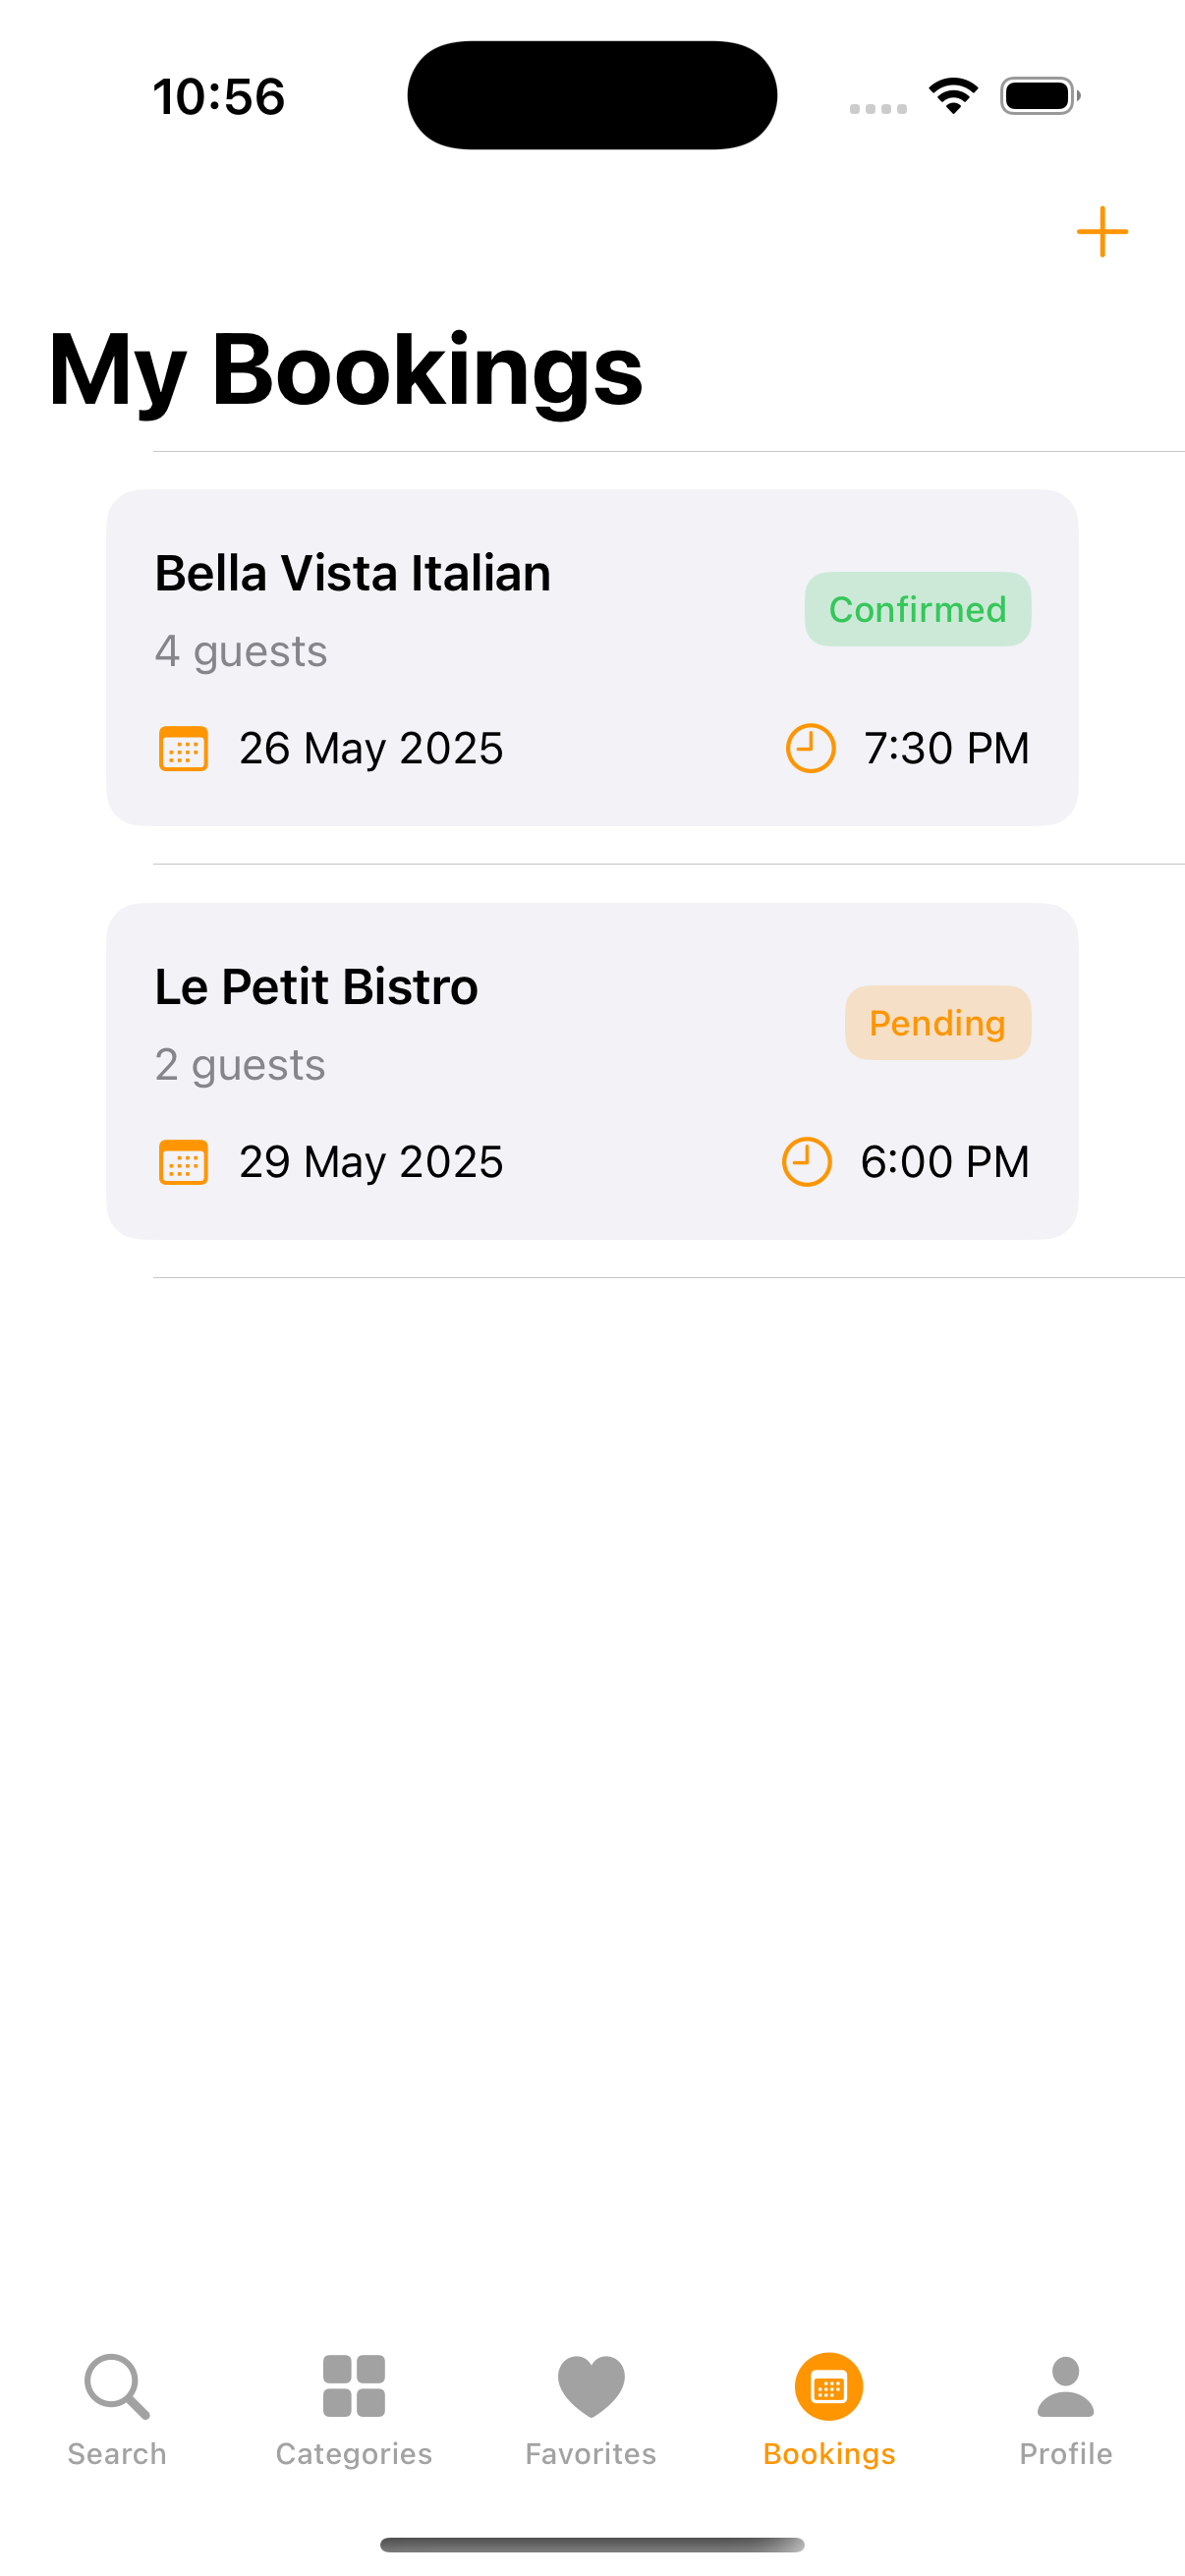 10:56
My Bookings
Bella Vista Italian
Confirmed
4 guests
26 May 2025
7:30 PM
Le Petit Bistro
Pending
2 guests
29 May 2025
6:00 PM
Search
Categories
Favorites
Bookings
Profile